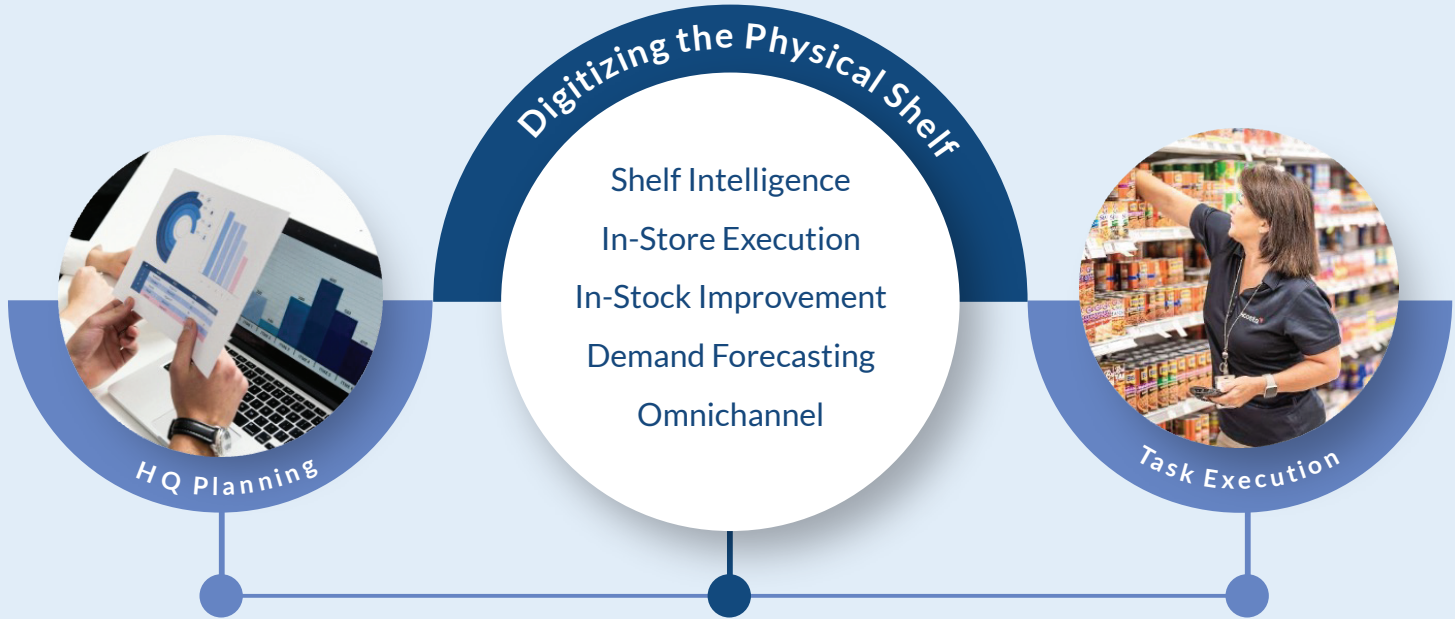 Digitizing the Physical Shelf
Shelf Intelligence
In-Store Execution
In-Stock Improvement
Demand Forecasting
Omnichannel
HQ Planning
Task Execution